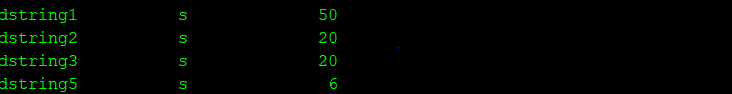 dstring1 s 50
dstring2 s 20
dstring3 s 20
dstring5 s 6